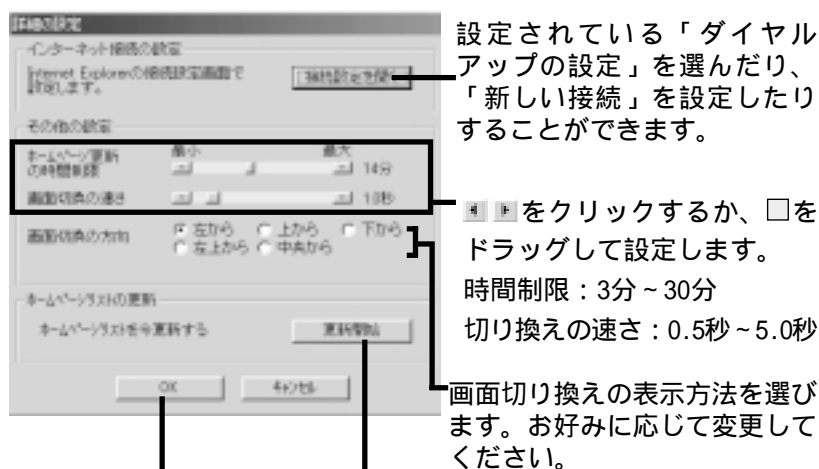 詳細の設定
インターネット接続の設定
Internet Explorerの接続設定画面で
設定します。
接続設定を開く
その他の設定
ホームページ更新
の時間制限
最小
最大
14分
画面切換の速さ
1.0秒
画面切換の方向
左から 上から 下から
左上から 中央から
ホームページリストの更新
ホームページリストを今更新する
更新開始
OK
キャンセル
設定されている「ダイヤル
アップの設定」を選んだり、
「新しい接続」を設定したり
することができます。
をクリックするか、□を
ドラッグして設定します。
時間制限：3分～30分
切り換えの速さ：0.5秒～5.0秒
画面切り換えの表示方法を選び
ます。お好みに応じて変更して
ください。